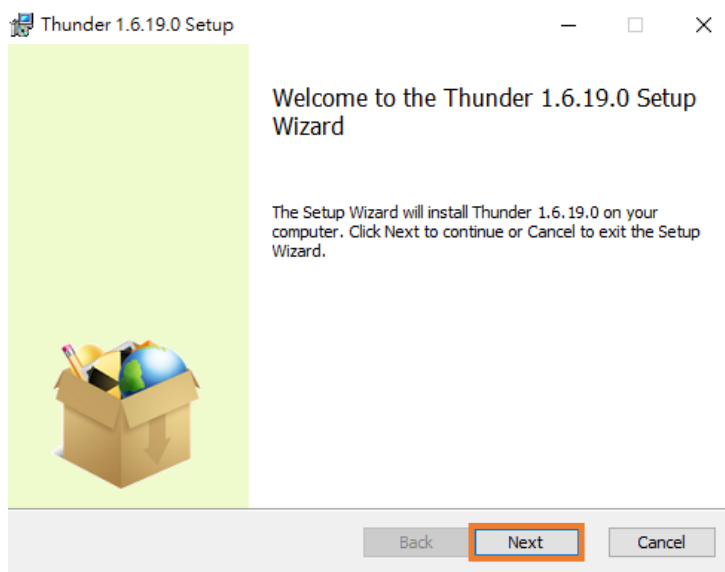 Thunder 1.6.19.0 Setup
Welcome to the Thunder 1.6.19.0 Setup
Wizard
The Setup Wizard will install Thunder 1.6.19.0 on your
computer. Click Next to continue or Cancel to exit the Setup
Wizard.
Back Next Cancel